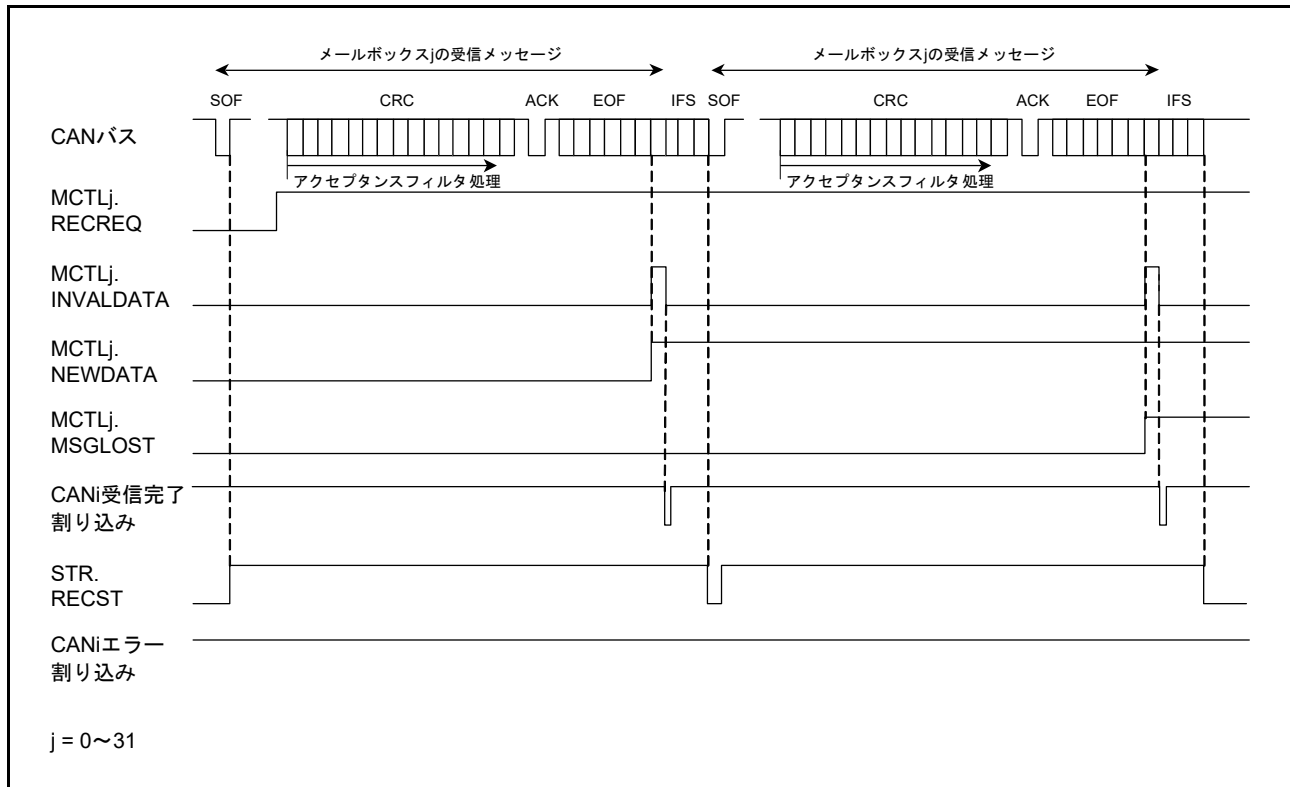 メールボックスjの受信メッセージ メールボックスjの受信メッセージ
SOF CRC ACK EOF IFS SOF CRC ACK EOF IFS
CANバス
アクセプタンスフィルタ処理 アクセプタンスフィルタ処理
MCTLj.
RECREQ
MCTLj.
INVALDATA
MCTLj.
NEWDATA
MCTLj.
MSGLOST
CANi受信完了
割り込み
STR.
RECST
CANiエラー
割り込み
j = 0～31